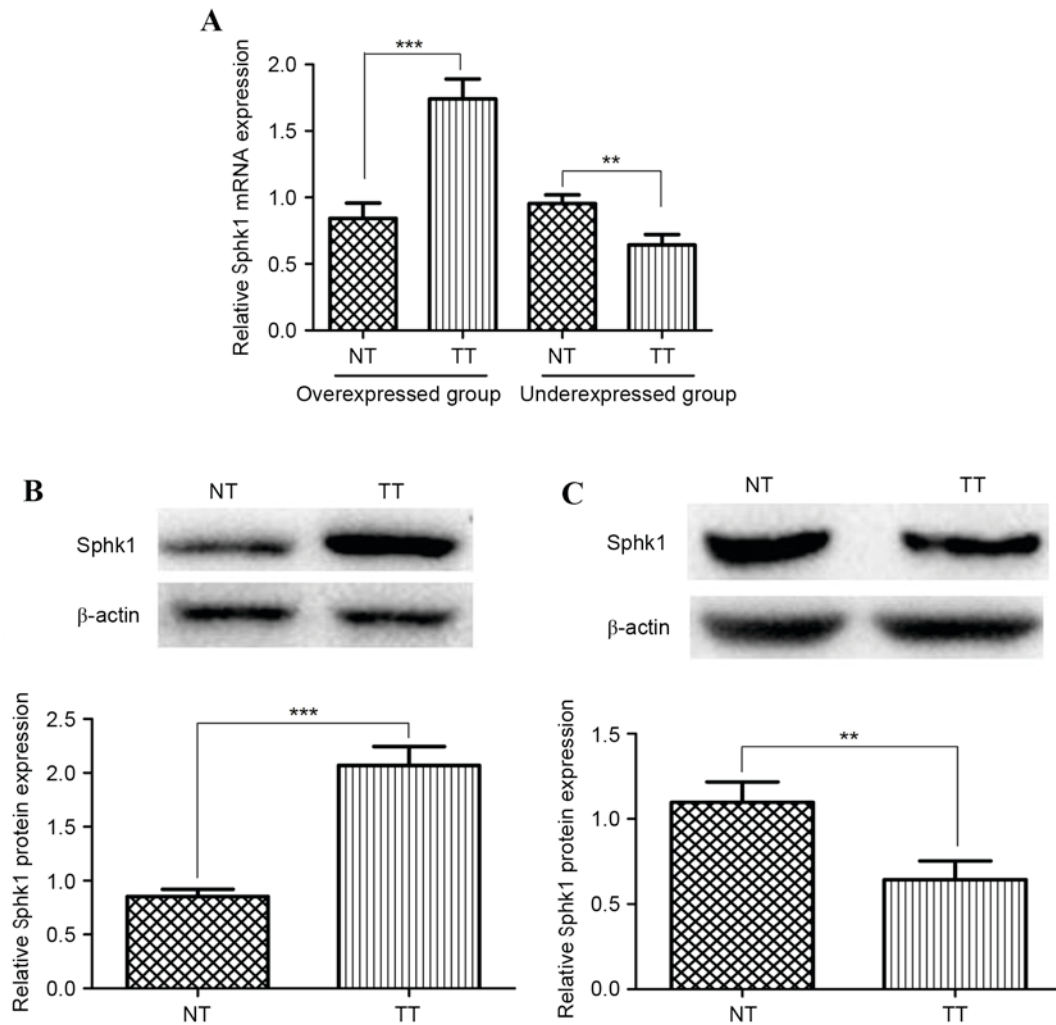 A
Relative Sphk1 mRNA expression
2.0
1.5
1.0
0.5
0.0
***
**
NT TT NT TT
Overexpressed group Underexpressed group
B
NT TT
Sphk1
β-actin
Relative Sphk1 protein expression
2.5
2.0
1.5
1.0
0.5
0.0
***
NT TT
C
NT TT
Sphk1
β-actin
Relative Sphk1 protein expression
1.5
1.0
0.5
0.0
**
NT TT